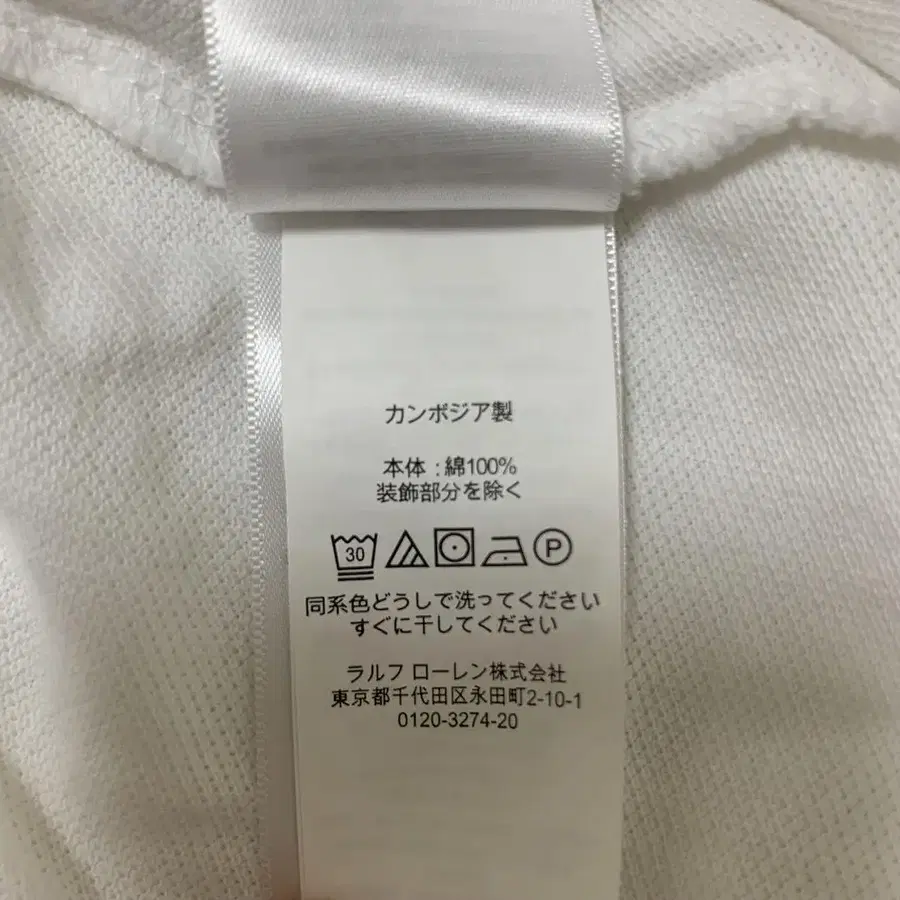 カンボジア製
本体 : 綿100%
装飾部分を除く
30 P
同系色どうしで洗ってください
すぐに干してください
ラルフ ローレン株式会社
東京都千代田区永田町2-10-1
0120-3274-20